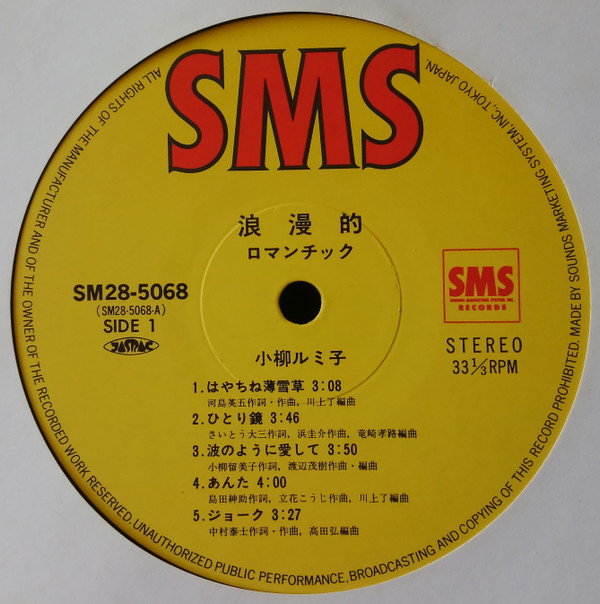 SMS
浪漫的
ロマンチック
SM28-5068
(SM28-5068-A)
SIDE 1
JASRAC
SMS
SOUNDS MARKETING SYSTEM, INC.
RECORDS
STEREO
33 1/3 RPM
小柳ルミ子
1.はやちね薄雪草 3:08
河島英五作詞・作曲, 川上了編曲
2.ひとり鏡 3:46
さいとう大三作詞, 浜圭介作曲, 竜崎孝路編曲
3.波のように愛して 3:50
小柳留美子作詞, 渡辺茂樹作曲・編曲
4.あんた 4:00
島田紳助作詞, 立花こうじ作曲, 川上了編曲
5.ジョーク 3:27
中村泰士作詞・作曲, 高田弘編曲
ALL RIGHTS OF THE MANUFACTURER AND OF THE OWNER OF THE RECORDED WORK RESERVED. UNAUTHORIZED PUBLIC PERFORMANCE, BROADCASTING AND COPYING OF THIS RECORD PROHIBITED. MADE BY SOUNDS MARKETING SYSTEM, INC., TOKYO JAPAN.